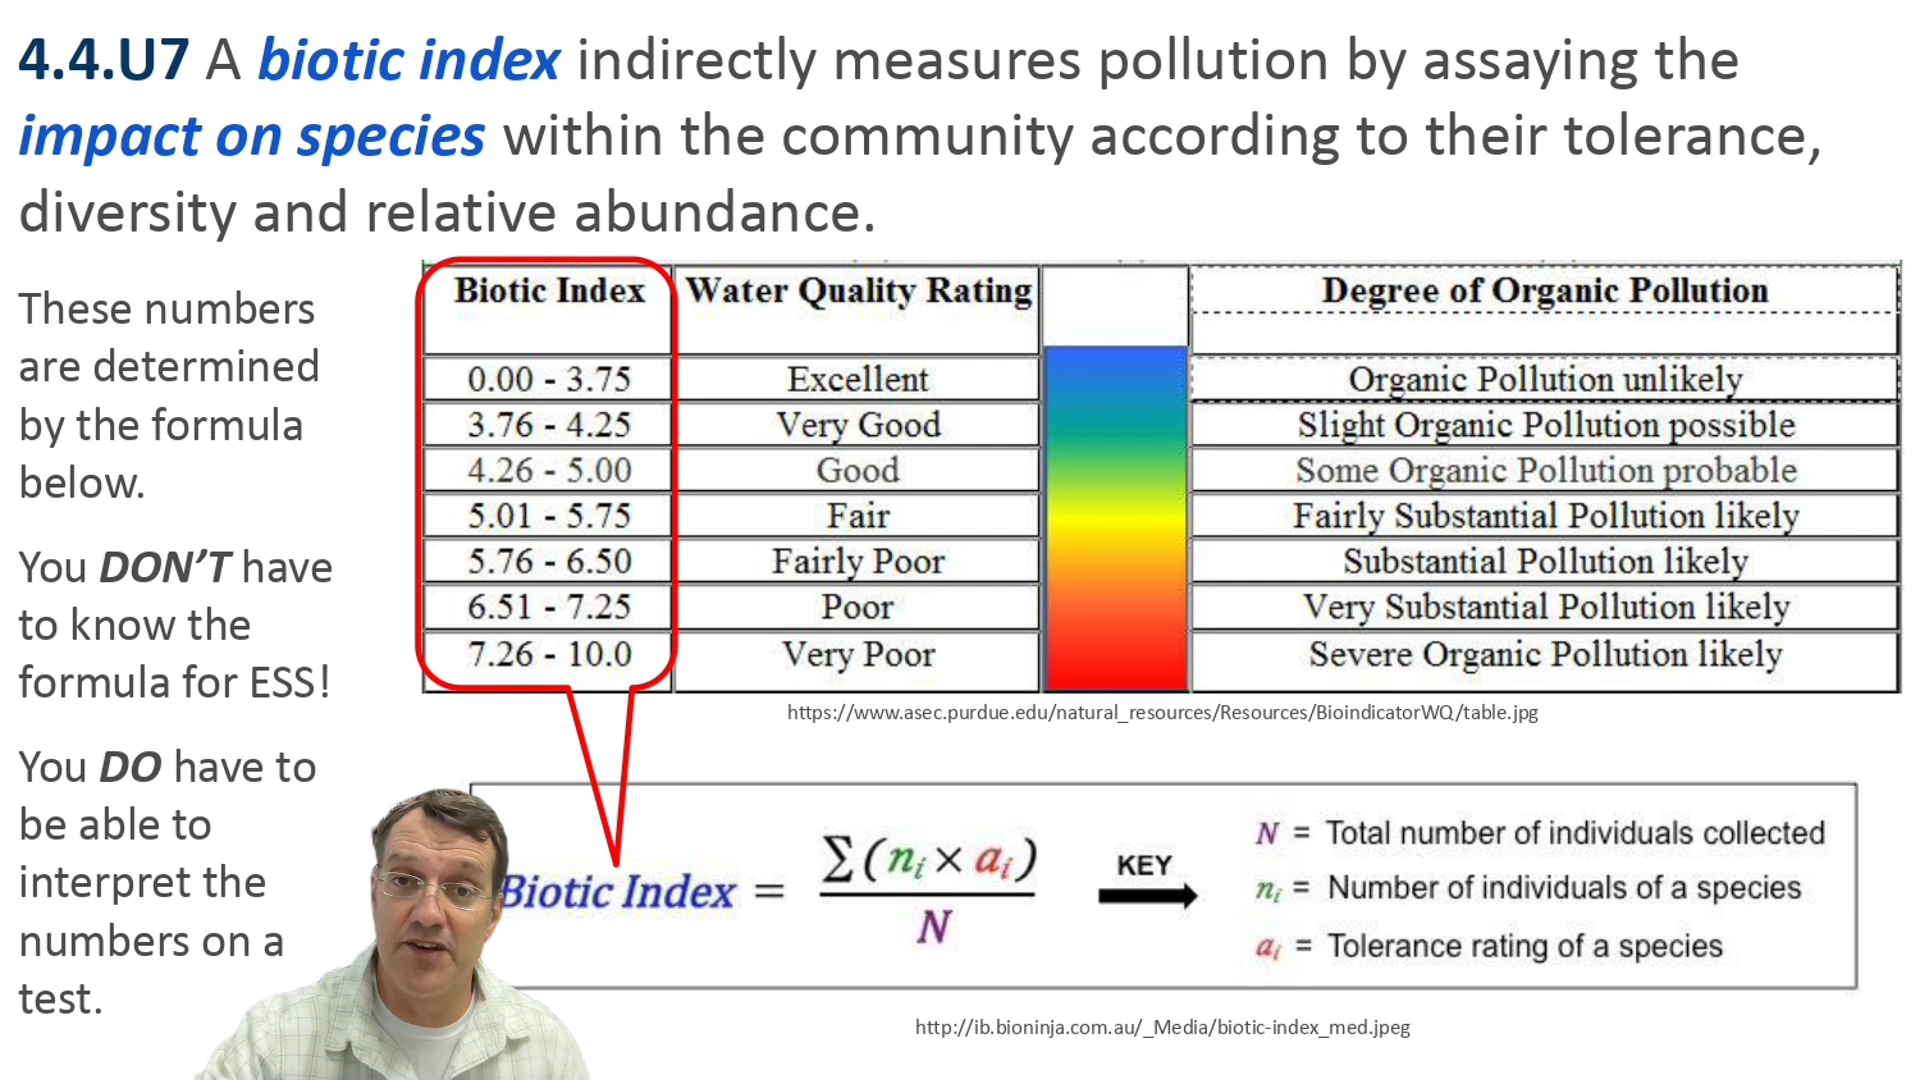 4.4.U7 A biotic index indirectly measures pollution by assaying the
impact on species within the community according to their tolerance,
diversity and relative abundance.
These numbers
are determined
by the formula
below.
You DON’T have
to know the
formula for ESS!
You DO have to
be able to
interpret the
numbers on a
test.
Biotic Index Water Quality Rating Degree of Organic Pollution
0.00 - 3.75 Excellent Organic Pollution unlikely
3.76 - 4.25 Very Good Slight Organic Pollution possible
4.26 - 5.00 Good Some Organic Pollution probable
5.01 - 5.75 Fair Fairly Substantial Pollution likely
5.76 - 6.50 Fairly Poor Substantial Pollution likely
6.51 - 7.25 Poor Very Substantial Pollution likely
7.26 - 10.0 Very Poor Severe Organic Pollution likely
https://www.asec.purdue.edu/natural_resources/Resources/BioindicatorWQ/table.jpg
Biotic Index = ∑(nᵢ × aᵢ)
N
KEY
N = Total number of individuals collected
nᵢ = Number of individuals of a species
aᵢ = Tolerance rating of a species
http://ib.bioninja.com.au/_Media/biotic-index_med.jpeg